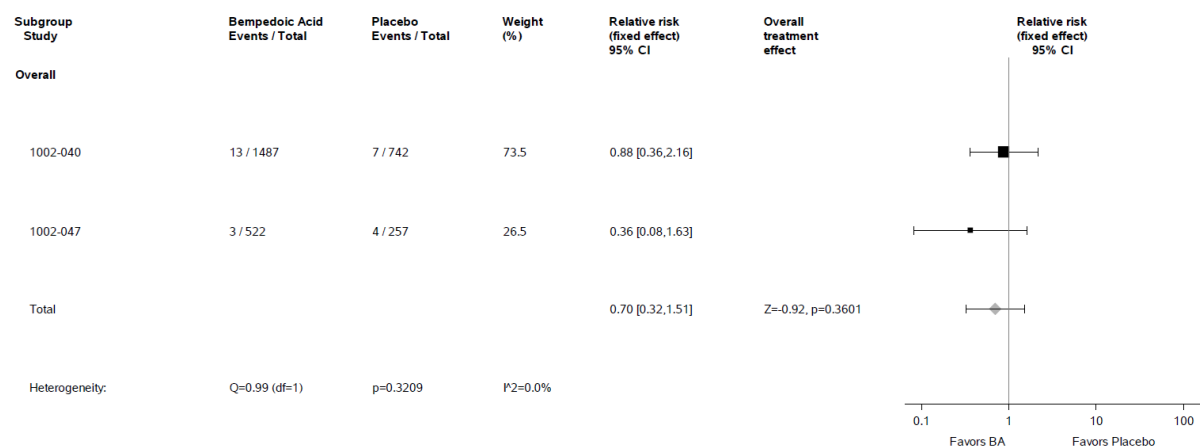 Subgroup Bempedoic Acid Placebo Weight Relative risk Overall Relative risk
Study Events / Total Events / Total (%) (fixed effect) treatment (fixed effect)
95% CI effect 95% CI
Overall
1002-040 13 / 1487 7 / 742 73.5 0.88 [0.36,2.16]
1002-047 3 / 522 4 / 257 26.5 0.36 [0.08,1.63]
Total 0.70 [0.32,1.51] Z=-0.92, p=0.3601
Heterogeneity: Q=0.99 (df=1) p=0.3209 I^2=0.0%
0.1 1 10 100
Favors BA Favors Placebo